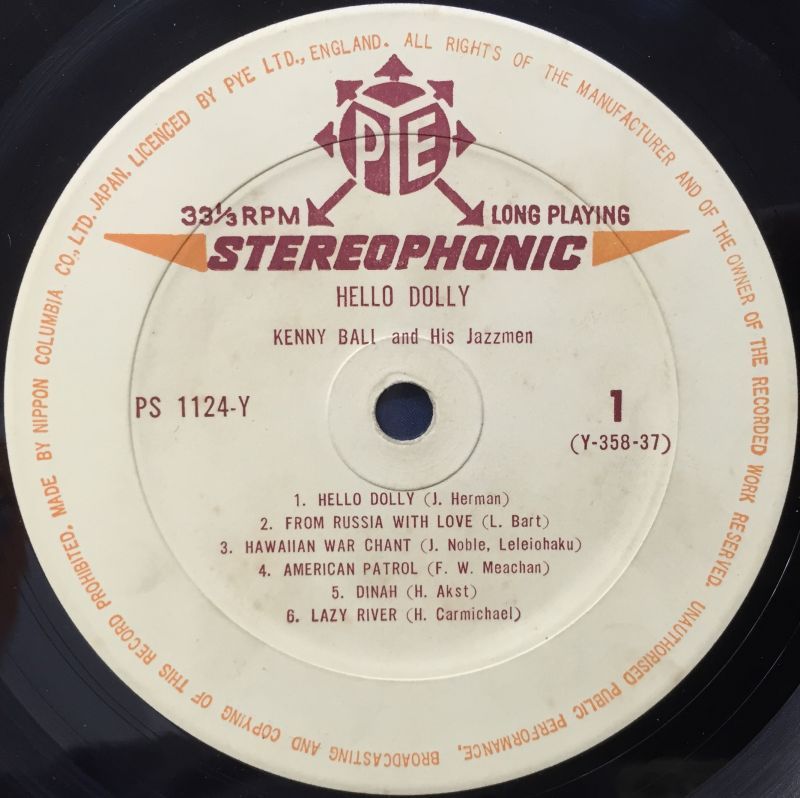 MADE BY NIPPON COLUMBIA CO., LTD. JAPAN. LICENCED BY PYE LTD., ENGLAND. ALL RIGHTS OF THE MANUFACTURER AND OF THE OWNER OF THE RECORDED WORK RESERVED. UNAUTHORISED PUBLIC PERFORMANCE, BROADCASTING AND COPYING OF THIS RECORD PROHIBITED.
PYE
33⅓ RPM LONG PLAYING
STEREOPHONIC
HELLO DOLLY
KENNY BALL and His Jazzmen
PS 1124-Y 1
(Y-358-37)
1. HELLO DOLLY (J. Herman)
2. FROM RUSSIA WITH LOVE (L. Bart)
3. HAWAIIAN WAR CHANT (J. Noble, Leleiohaku)
4. AMERICAN PATROL (F. W. Meachan)
5. DINAH (H. Akst)
6. LAZY RIVER (H. Carmichael)